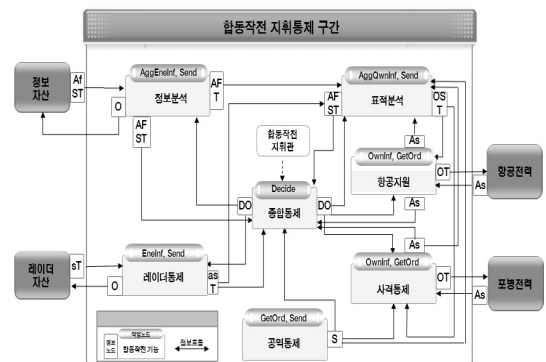 합동작전 지휘통제 구간
정보
자산
Af
ST
O
AggEneInf, Send
정보분석
AF
T
AF
ST
AggQwnInf, Send
표적분석
AF
ST
OS
T
합동작전
지휘관
As
OwnInf, GetOrd
항공지원
OT
As
항공전력
Decide
종합통제
DO
DO
As
As
레이더
자산
sT
O
EneInf, Send
레이더통제
as
T
OwnInf, GetOrd
사격통제
OT
As
포병전력
GetOrd, Send
공역통제
S
정보
노드
작업노드
합동작전 기능
정보흐름